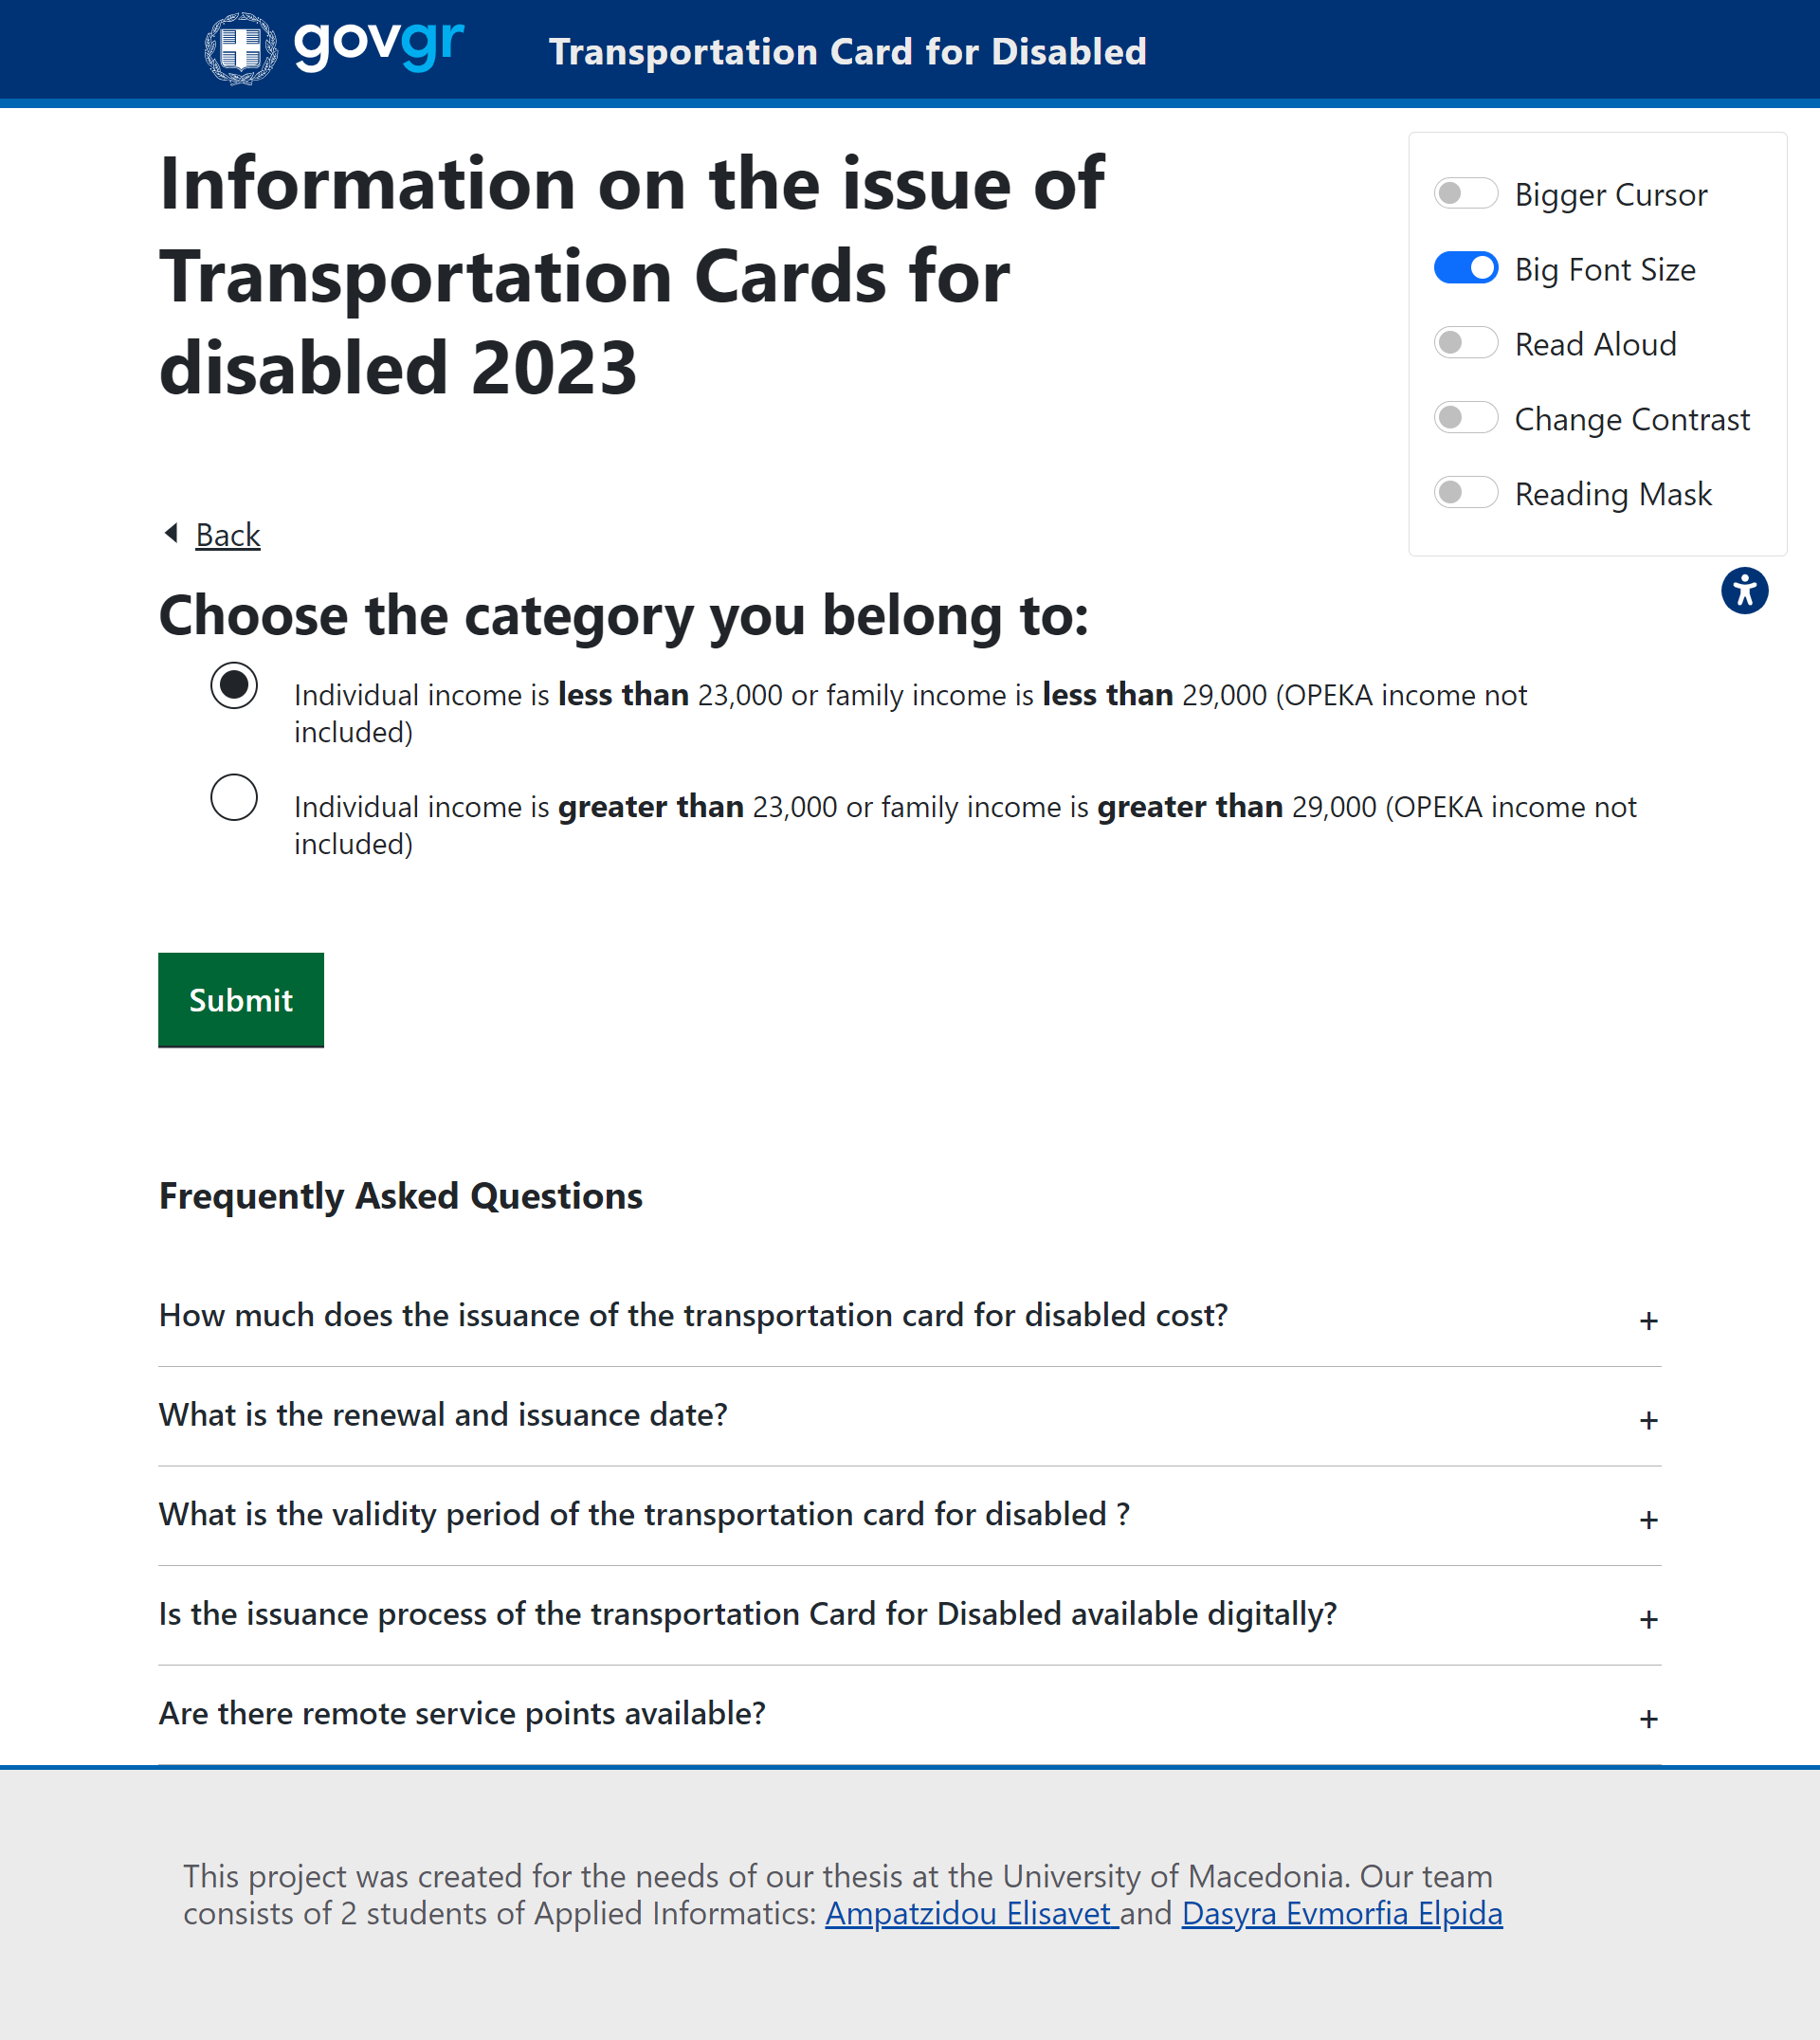 govgr
Transportation Card for Disabled
Information on the issue of
Transportation Cards for
disabled 2023
Bigger Cursor
Big Font Size
Read Aloud
Change Contrast
Reading Mask
Back
Choose the category you belong to:
Individual income is less than 23,000 or family income is less than 29,000 (OPEKA income not
included)
Individual income is greater than 23,000 or family income is greater than 29,000 (OPEKA income not
included)
Submit
Frequently Asked Questions
How much does the issuance of the transportation card for disabled cost?
+
What is the renewal and issuance date?
+
What is the validity period of the transportation card for disabled ?
+
Is the issuance process of the transportation Card for Disabled available digitally?
+
Are there remote service points available?
+
This project was created for the needs of our thesis at the University of Macedonia. Our team
consists of 2 students of Applied Informatics: Ampatzidou Elisavet and Dasyra Evmorfia Elpida